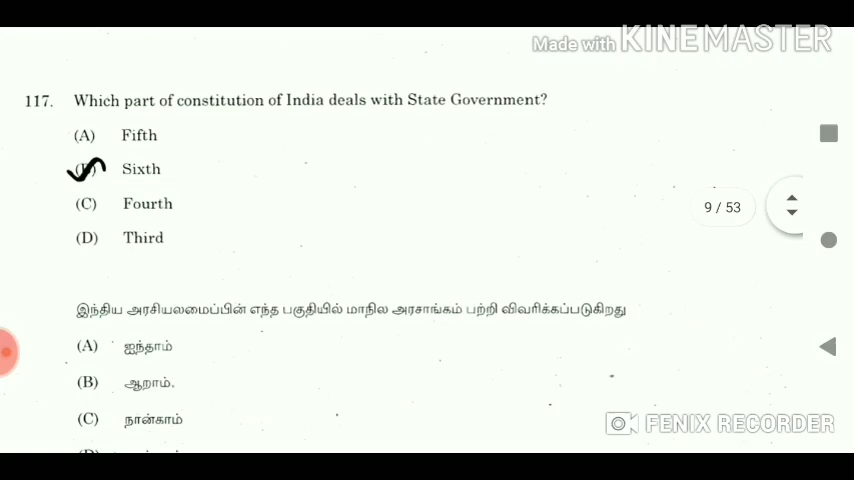 Made with KINEMASTER
117. Which part of constitution of India deals with State Government?
(A) Fifth
(B) Sixth
(C) Fourth
(D) Third
9 / 53
இந்திய அரசியலமைப்பின் எந்த பகுதியில் மாநில அரசாங்கம் பற்றி விவரிக்கப்படுகிறது
(A) ஐந்தாம்
(B) ஆறாம்.
(C) நான்காம்
FENIX RECORDER